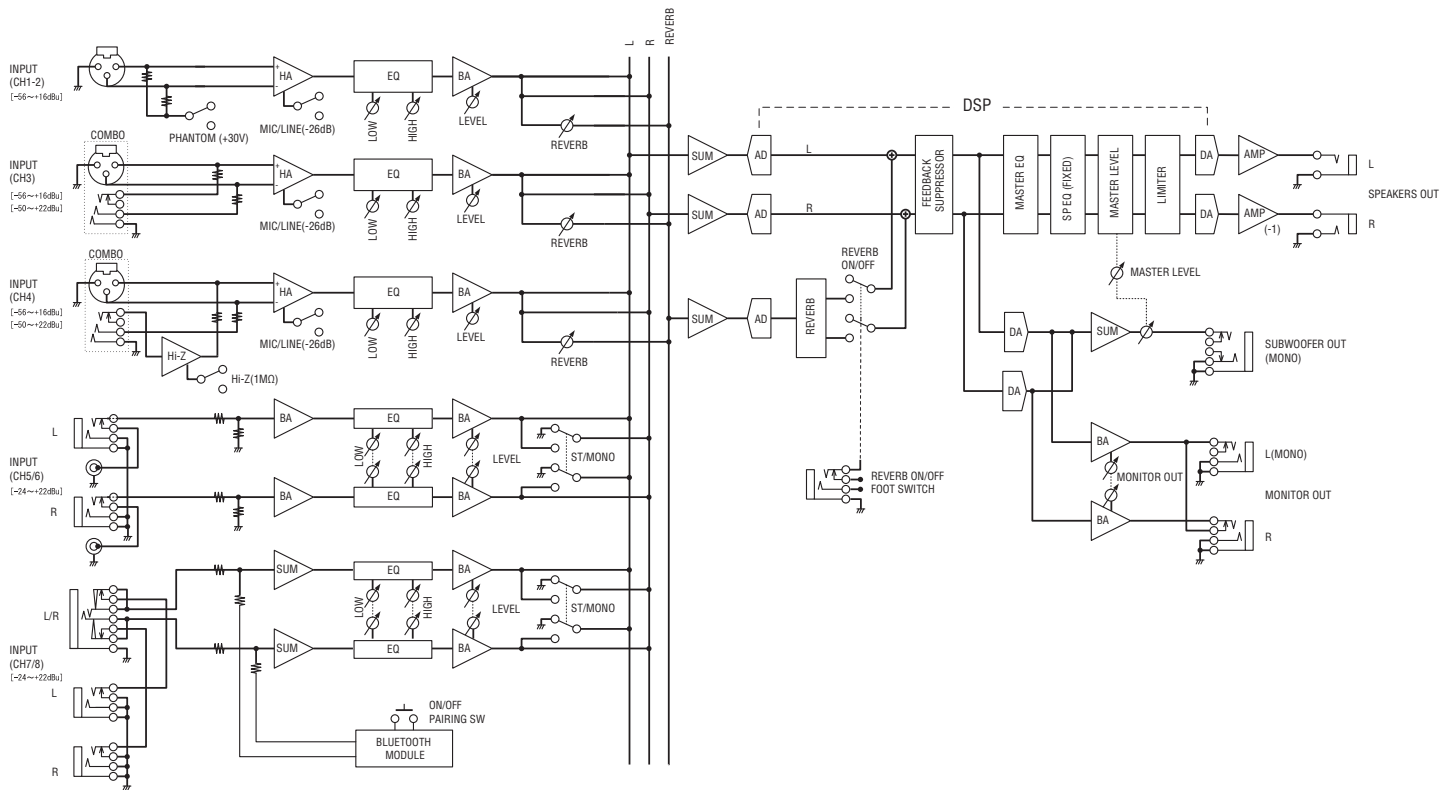 L
R
REVERB
INPUT
(CH1-2)
[-56～+16dBu]
PHANTOM (+30V)
+
HA
-
MIC/LINE(-26dB)
EQ
LOW
HIGH
BA
LEVEL
REVERB
COMBO
INPUT
(CH3)
[-56～+16dBu]
[-50～+22dBu]
+
HA
-
MIC/LINE(-26dB)
EQ
LOW
HIGH
BA
LEVEL
REVERB
COMBO
INPUT
(CH4)
[-56～+16dBu]
[-50～+22dBu]
Hi-Z
Hi-Z(1MΩ)
+
HA
-
MIC/LINE(-26dB)
EQ
LOW
HIGH
BA
LEVEL
REVERB
L
INPUT
(CH5/6)
[-24～+22dBu]
R
BA
EQ
BA
LOW
HIGH
LEVEL
ST/MONO
BA
EQ
BA
L/R
INPUT
(CH7/8)
[-24～+22dBu]
L
R
SUM
EQ
BA
LOW
HIGH
LEVEL
ST/MONO
SUM
EQ
BA
ON/OFF
PAIRING SW
BLUETOOTH
MODULE
DSP
SUM
AD
L
SUM
AD
R
SUM
AD
REVERB
REVERB
ON/OFF
FEEDBACK
SUPPRESSOR
MASTER EQ
SP EQ (FIXED)
MASTER LEVEL
LIMITER
DA
AMP
L
SPEAKERS OUT
DA
AMP
(-1)
R
MASTER LEVEL
DA
SUM
SUBWOOFER OUT
(MONO)
DA
BA
L(MONO)
MONITOR OUT
MONITOR OUT
BA
R
REVERB ON/OFF
FOOT SWITCH